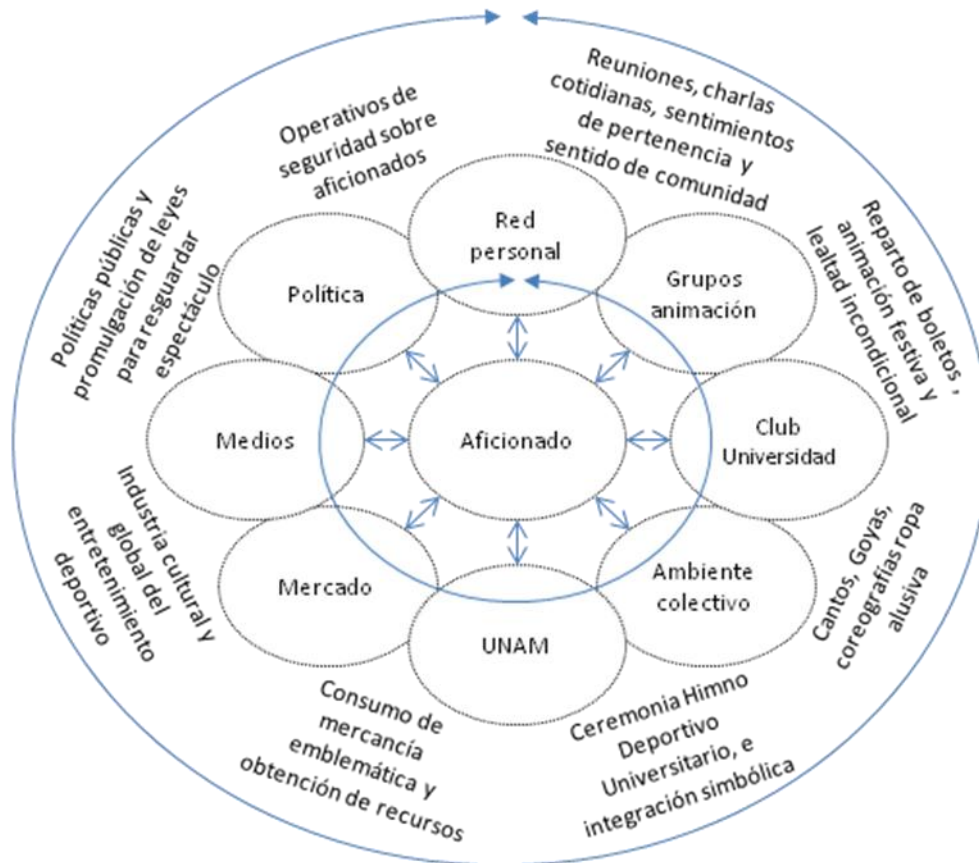 Reuniones, charlas
cotidianas, sentimientos
de pertenencia y
sentido de comunidad
Operativos de
seguridad sobre
aficionados
Políticas públicas y
promulgación de leyes
para resguardar
espectáculo
Reparto de boletos ,
animación festiva y
lealtad incondicional
Red
personal
Política
Grupos
animación
Medios
Aficionado
Club
Universidad
Mercado
UNAM
Ambiente
colectivo
Industria cultural y
global del
entretenimiento
deportivo
Cantos, Goyas,
coreografías ropa
alusiva
Consumo de
mercancía
emblemática y
obtención de recursos
Ceremonia Himno
Deportivo
Universitario, e
integración simbólica